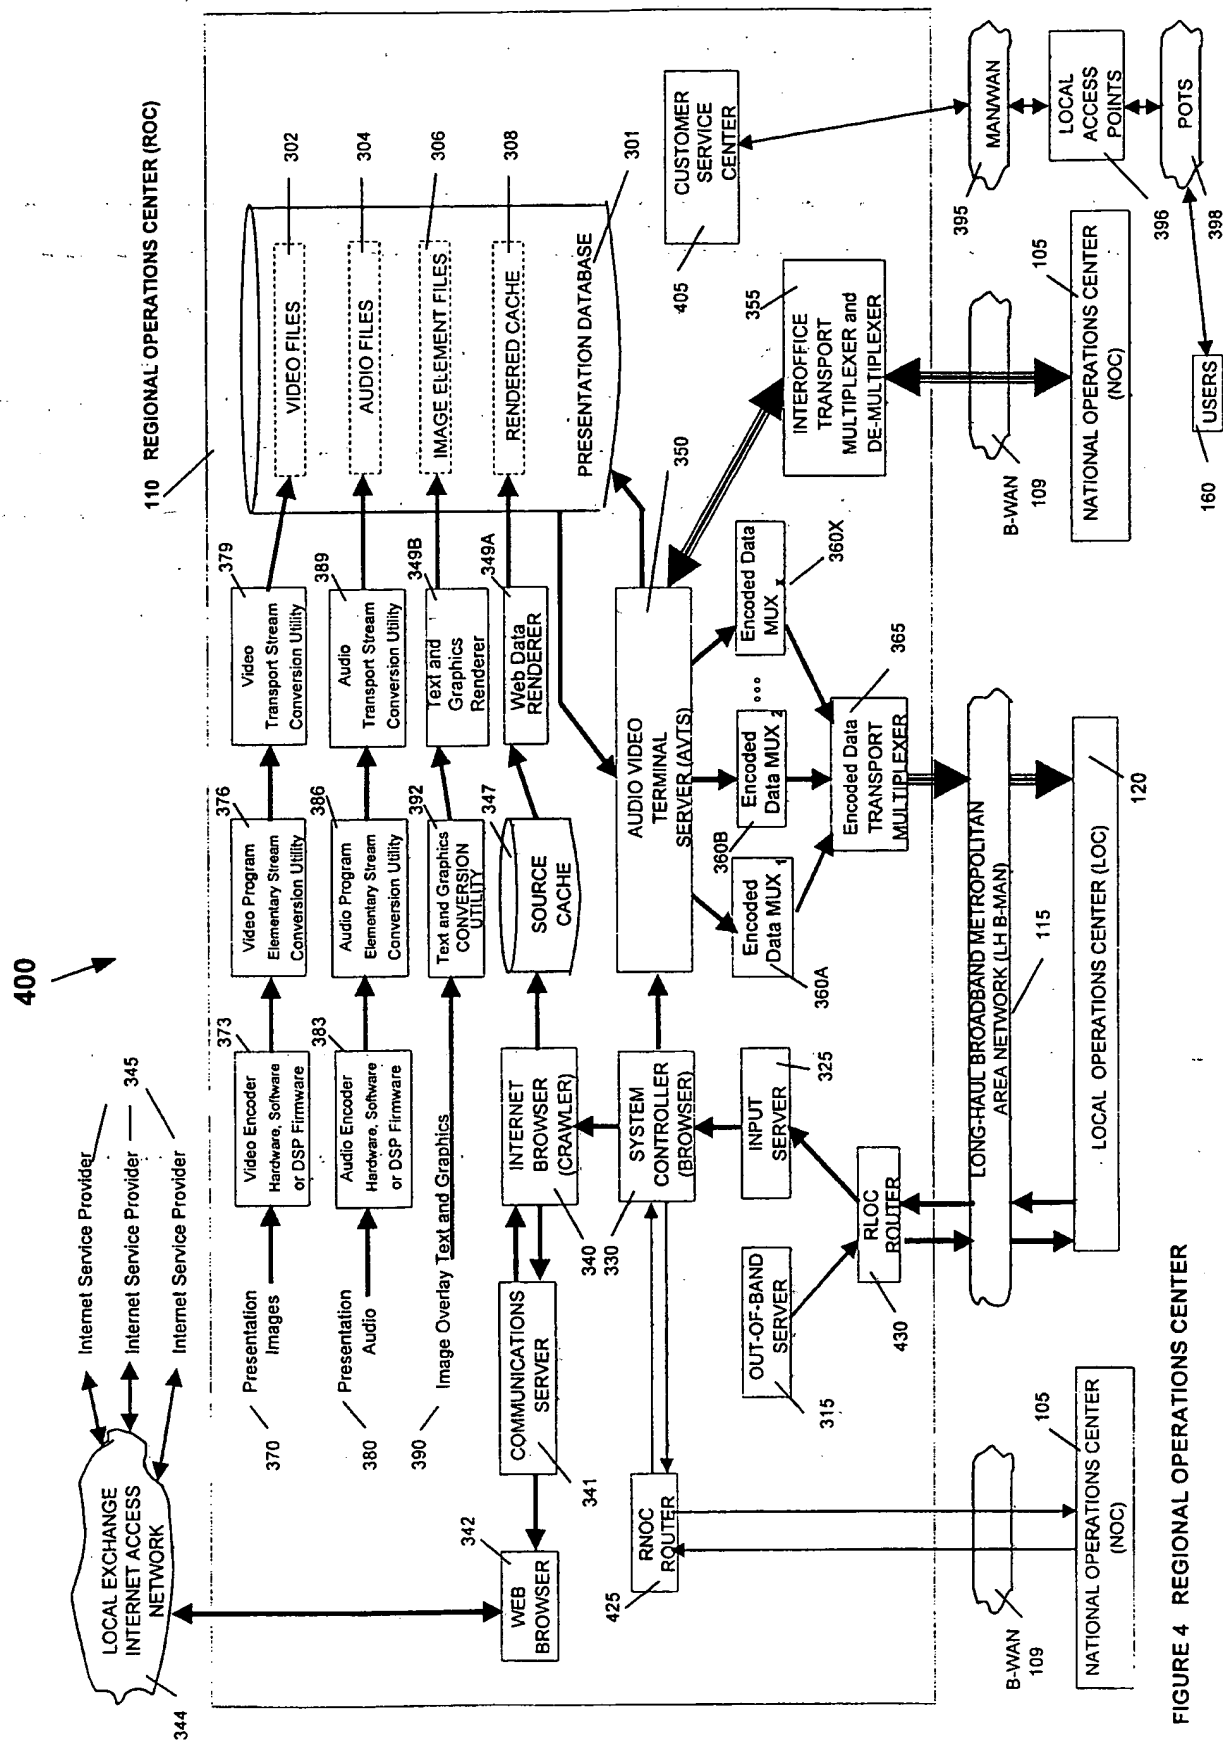 400
110 REGIONAL OPERATIONS CENTER (ROC)
LOCAL EXCHANGE
INTERNET ACCESS
NETWORK
344
Internet Service Provider
Internet Service Provider
Internet Service Provider
345
370
Presentation
Images
373
Video Encoder
Hardware, Software
or DSP Firmware
376
Video Program
Elementary Stream
Conversion Utility
379
Video
Transport Stream
Conversion Utility
VIDEO FILES
302
380
Presentation
Audio
383
Audio Encoder
Hardware, Software
or DSP Firmware
386
Audio Program
Elementary Stream
Conversion Utility
389
Audio
Transport Stream
Conversion Utility
AUDIO FILES
304
390
Image Overlay Text and Graphics
392
Text and Graphics
CONVERSION
UTILITY
349B
Text and
Graphics
Renderer
IMAGE ELEMENT FILES
306
342
WEB
BROWSER
COMMUNICATIONS
SERVER
341
INTERNET
BROWSER
(CRAWLER)
340
347
SOURCE
CACHE
349A
Web Data
RENDERER
RENDERED CACHE
308
PRESENTATION DATABASE
301
RNOC
ROUTER
425
SYSTEM
CONTROLLER
(BROWSER)
330
AUDIO VIDEO
TERMINAL
SERVER (AVTS)
350
CUSTOMER
SERVICE
CENTER
405
OUT-OF-BAND
SERVER
315
INPUT
SERVER
325
Encoded
Data MUX 1
360A
Encoded
Data MUX 2
360B
Encoded Data
MUX x
360X
INTEROFFICE
TRANSPORT
MULTIPLEXER and
DE-MULTIPLEXER
355
RLOC
ROUTER
430
Encoded Data
TRANSPORT
MULTIPLEXER
365
B-WAN
109
LONG-HAUL BROADBAND METROPOLITAN
AREA NETWORK (LH B-MAN)
115
B-WAN
109
MAN/WAN
395
LOCAL
ACCESS
POINTS
396
NATIONAL OPERATIONS CENTER
(NOC)
105
LOCAL OPERATIONS CENTER (LOC)
120
NATIONAL OPERATIONS CENTER
(NOC)
105
POTS
398
USERS
160
FIGURE 4 REGIONAL OPERATIONS CENTER